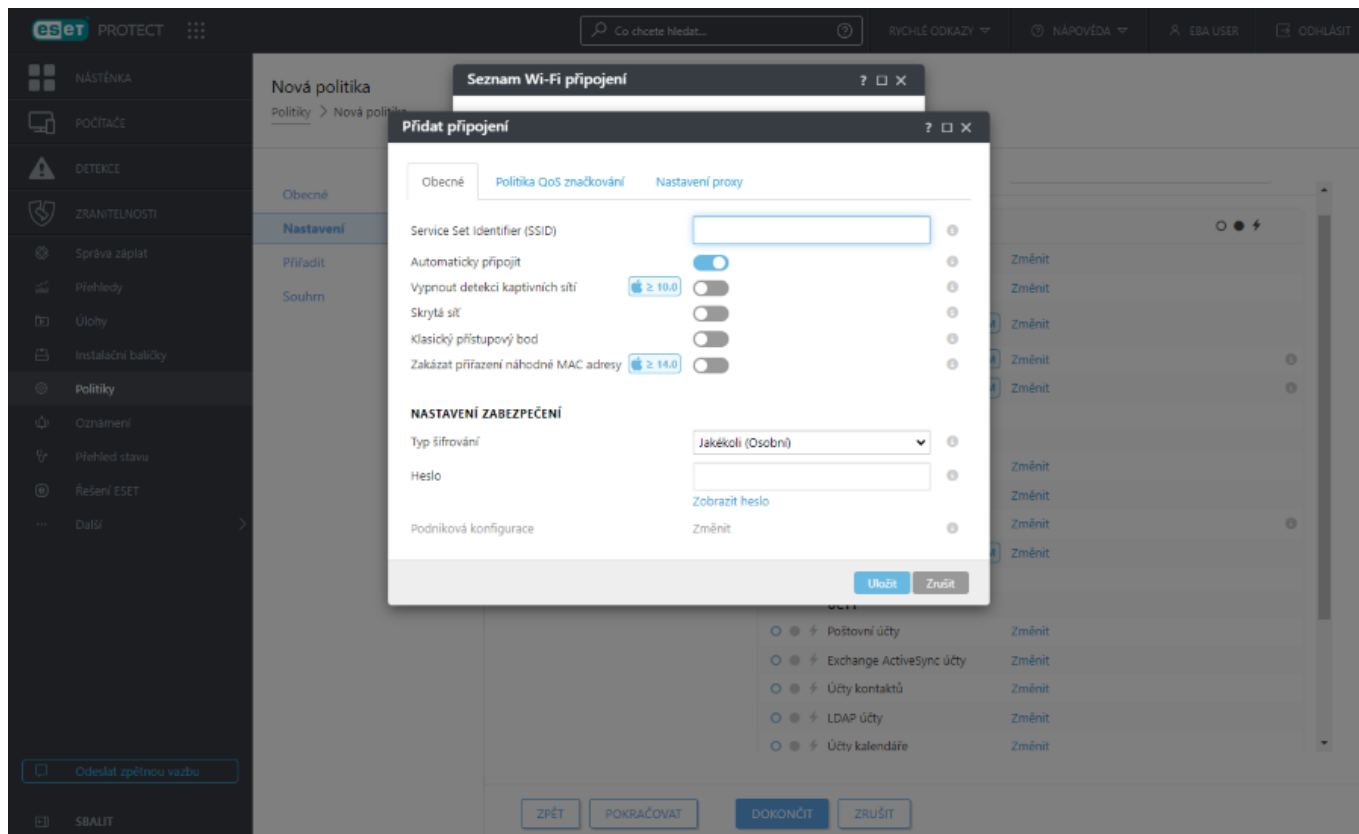 eseT PROTECT
Co chcete hledat...
RYCHLÉ ODKAZY
NÁPOVĚDA
EBA USER
ODHLÁSIT
NÁSTĚNKA
POČÍTAČE
DETEKCE
ZRANITELNOSTI
Správa záplat
Přehledy
Úlohy
Instalační balíčky
Politiky
Oznámení
Přehled stavu
Řešení ESET
Další
Odeslat zpětnou vazbu
SBALIT
Nová politika
Politiky > Nová politika
Obecné
Nastavení
Přiřadit
Souhrn
Seznam Wi-Fi připojení
Přidat připojení
Obecné
Politika QoS značkování
Nastavení proxy
Service Set Identifier (SSID)
Automaticky připojit
Vypnout detekci kaptivních sítí ≥ 10.0
Skrytá síť
Klasický přístupový bod
Zakázat přiřazení náhodné MAC adresy ≥ 14.0
NASTAVENÍ ZABEZPEČENÍ
Typ šifrování Jakékoli (Osobní)
Heslo
Zobrazit heslo
Podniková konfigurace Změnit
Uložit Zrušit
Změnit
Změnit
Změnit
Změnit
Změnit
Změnit
Změnit
Změnit
Změnit
Poštovní účty Změnit
Exchange ActiveSync účty Změnit
Účty kontaktů Změnit
LDAP účty Změnit
Účty kalendáře Změnit
ZPĚT POKRAČOVAT DOKONČIT ZRUŠIT